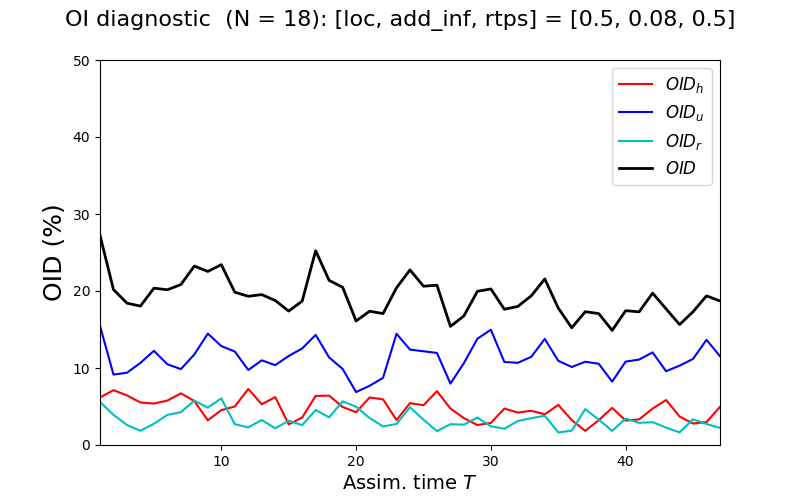 OI diagnostic (N = 18): [loc, add_inf, rtps] = [0.5, 0.08, 0.5]
50
40
30
20
10
0
OID (%)
OID_h
OID_u
OID_r
OID
10
20
30
40
Assim. time T